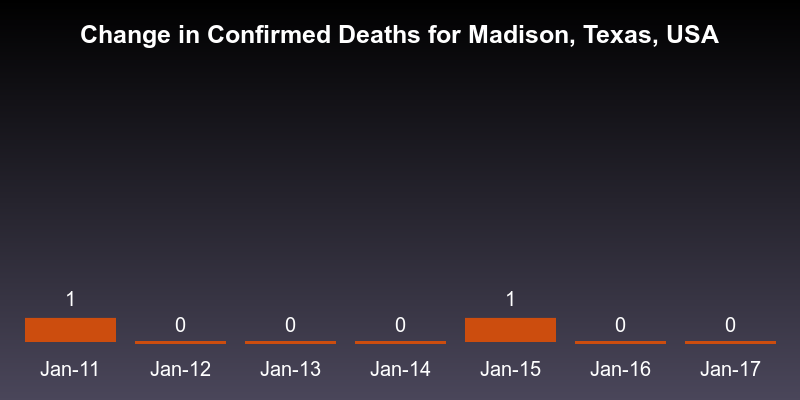 Change in Confirmed Deaths for Madison, Texas, USA
1 0 0 0 1 0 0
Jan-11 Jan-12 Jan-13 Jan-14 Jan-15 Jan-16 Jan-17